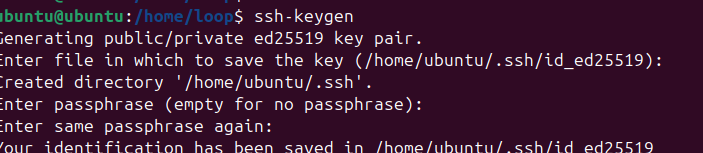 ubuntu@ubuntu:/home/loop$ ssh-keygen
Generating public/private ed25519 key pair.
Enter file in which to save the key (/home/ubuntu/.ssh/id_ed25519):
Created directory '/home/ubuntu/.ssh'.
Enter passphrase (empty for no passphrase):
Enter same passphrase again:
Your identification has been saved in /home/ubuntu/.ssh/id_ed25519